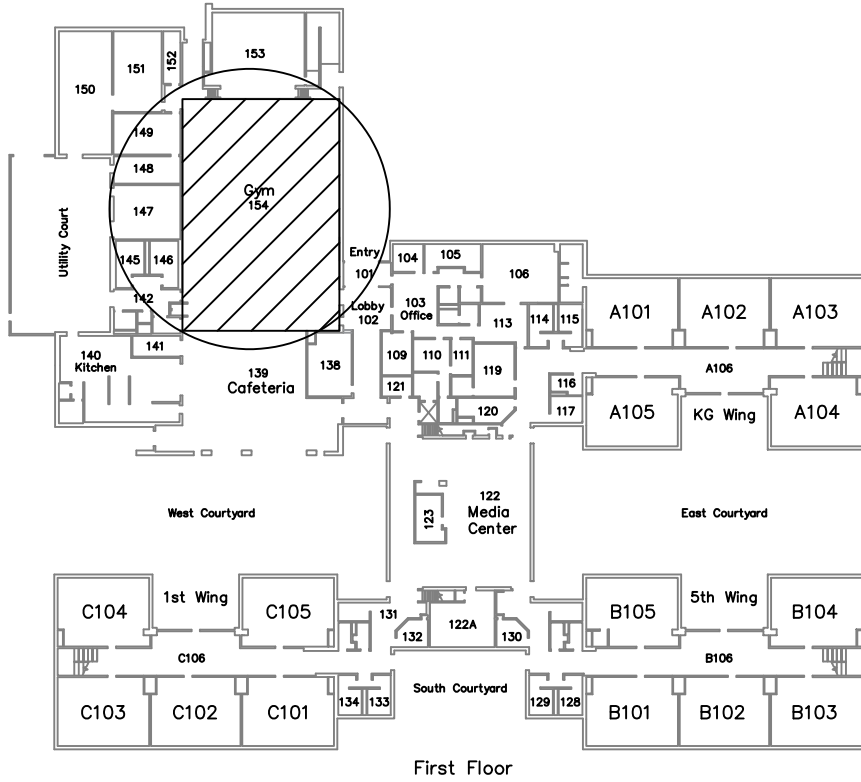 153
152
151
150
149
148
Gym
154
147
Utility Court
145
146
Entry
101
104
105
106
142
Lobby
102
103
Office
113
114
115
A101
A102
A103
141
140
Kitchen
139
Cafeteria
138
109
110
111
119
121
120
116
117
A106
A105
KG Wing
A104
West Courtyard
123
122
Media
Center
East Courtyard
C104
1st Wing
C105
131
132
122A
130
B105
5th Wing
B104
C106
B106
South Courtyard
C103
C102
C101
134
133
129
128
B101
B102
B103
First Floor